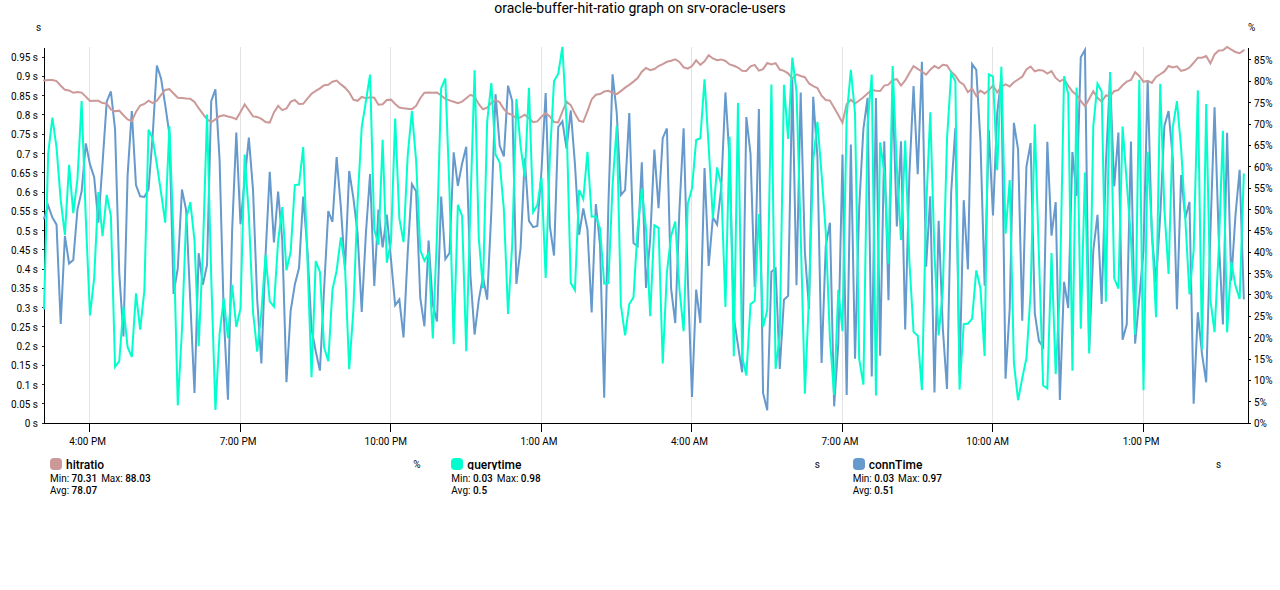 oracle-buffer-hit-ratio graph on srv-oracle-users
s %
0.95 s
0.9 s
0.85 s
0.8 s
0.75 s
0.7 s
0.65 s
0.6 s
0.55 s
0.5 s
0.45 s
0.4 s
0.35 s
0.3 s
0.25 s
0.2 s
0.15 s
0.1 s
0.05 s
0 s
85%
80%
75%
70%
65%
60%
55%
50%
45%
40%
35%
30%
25%
20%
15%
10%
5%
0%
4:00 PM 7:00 PM 10:00 PM 1:00 AM 4:00 AM 7:00 AM 10:00 AM 1:00 PM
hitratio %
Min: 70.31 Max: 88.03
Avg: 78.07
querytime s
Min: 0.03 Max: 0.98
Avg: 0.5
connTime s
Min: 0.03 Max: 0.97
Avg: 0.51